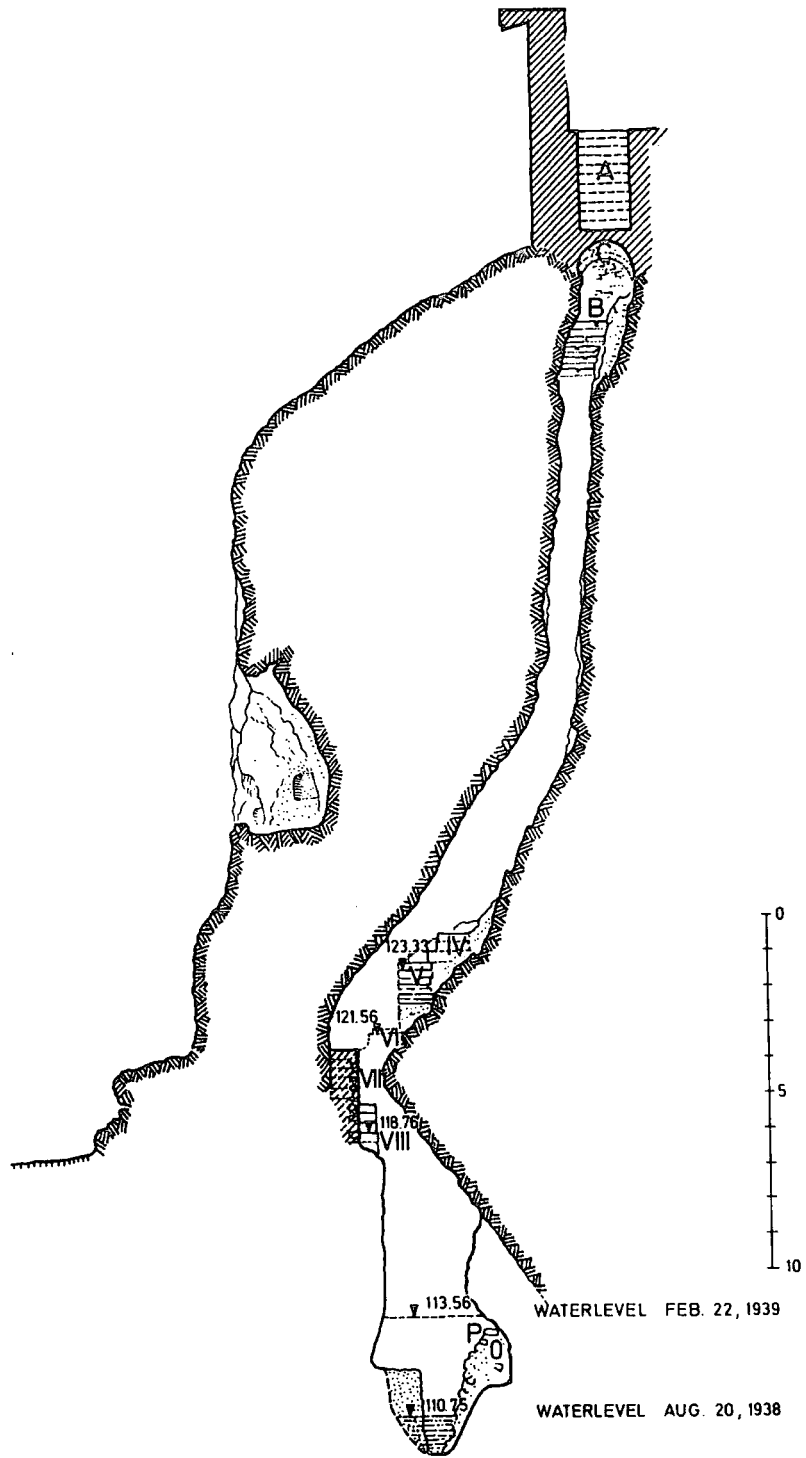 A
B
0
123.33 IV
V
121.56
VI
VII
5
118.76
VIII
10
113.56
WATERLEVEL FEB. 22, 1939
P
O
110.75
WATERLEVEL AUG. 20, 1938